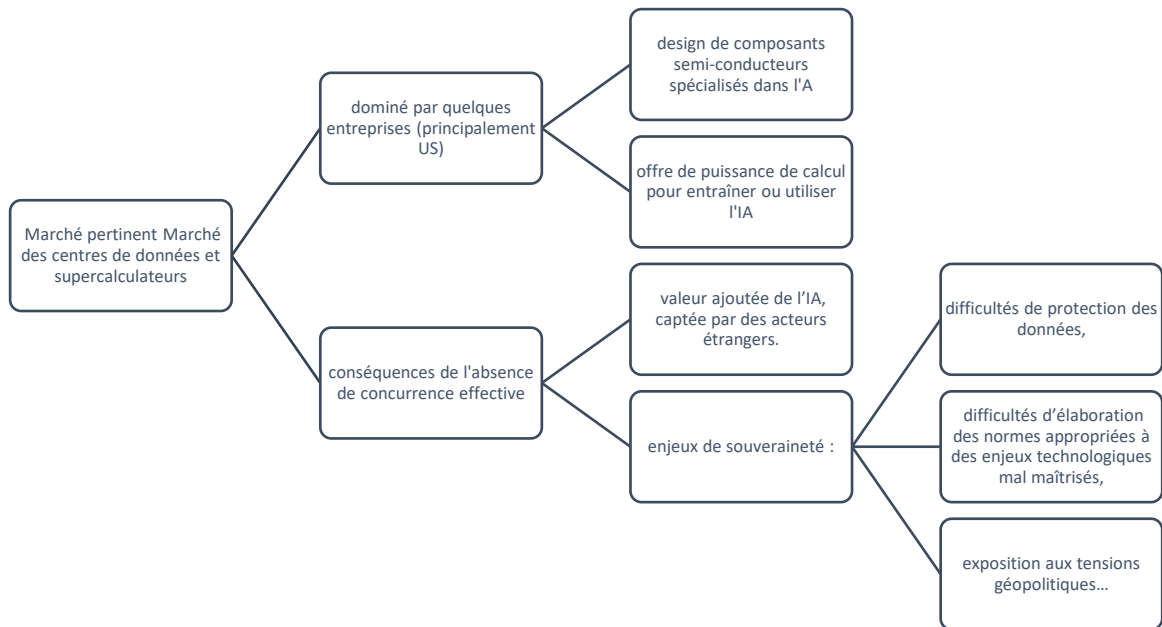 Marché pertinent Marché
des centres de données et
supercalculateurs
dominé par quelques
entreprises (principalement
US)
design de composants
semi-conducteurs
spécialisés dans l'A
offre de puissance de calcul
pour entraîner ou utiliser
l'IA
conséquences de l'absence
de concurrence effective
valeur ajoutée de l’IA,
captée par des acteurs
étrangers.
enjeux de souveraineté :
difficultés de protection des
données,
difficultés d’élaboration
des normes appropriées à
des enjeux technologiques
mal maîtrisés,
exposition aux tensions
géopolitiques…